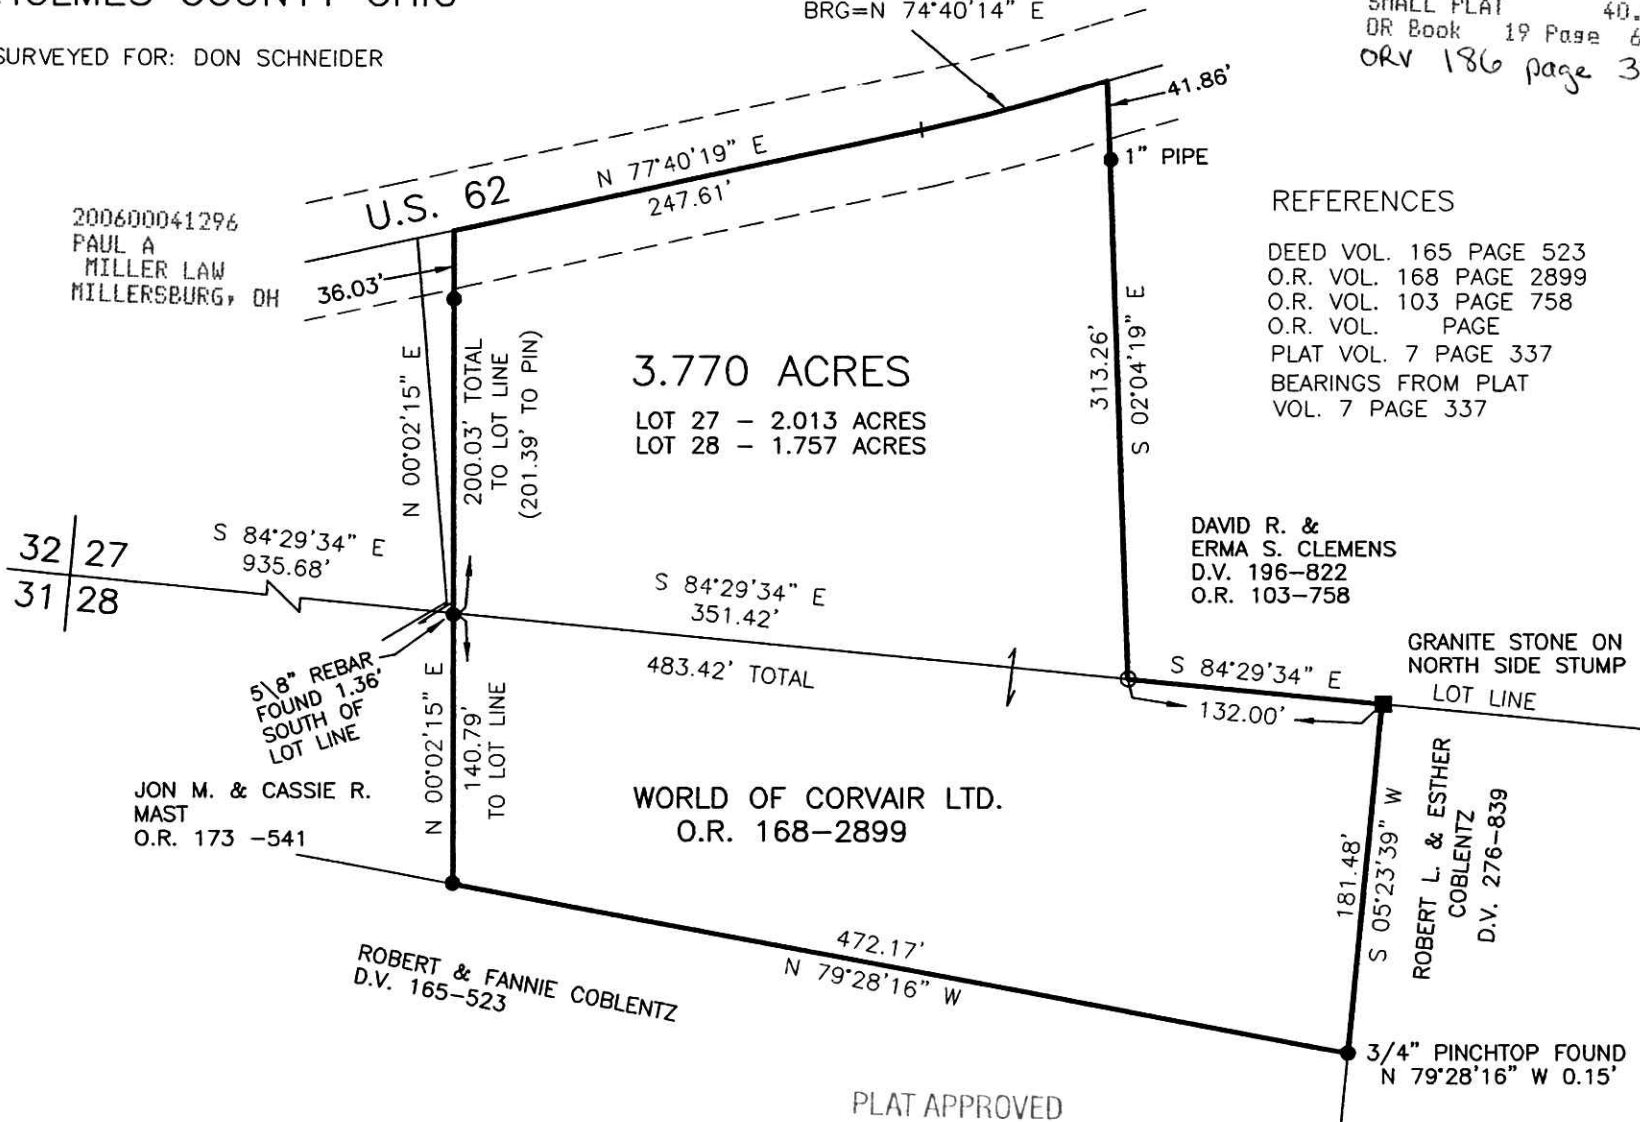 HOLMES COUNTY OHIO
SURVEYED FOR: DON SCHNEIDER
BRG=N 74°40'14" E
SMALL PLAT 40.
OR Book 19 Page
ORV 186 page 3
41.86'
1" PIPE
N 77°40'19" E
247.61'
U.S. 62
200600041296
PAUL A
MILLER LAW
MILLERSBURG, OH
36.03'
REFERENCES
DEED VOL. 165 PAGE 523
O.R. VOL. 168 PAGE 2899
O.R. VOL. 103 PAGE 758
O.R. VOL. PAGE
PLAT VOL. 7 PAGE 337
BEARINGS FROM PLAT
VOL. 7 PAGE 337
N 00°02'15" E
200.03' TOTAL
TO LOT LINE
(201.39' TO PIN)
3.770 ACRES
LOT 27 – 2.013 ACRES
LOT 28 – 1.757 ACRES
313.26'
S 02°04'19" E
32 27
31 28
S 84°29'34" E
935.68'
S 84°29'34" E
351.42'
483.42' TOTAL
DAVID R. &
ERMA S. CLEMENS
D.V. 196–822
O.R. 103–758
GRANITE STONE ON
NORTH SIDE STUMP
LOT LINE
S 84°29'34" E
132.00'
5\8" REBAR
FOUND 1.36'
SOUTH OF
LOT LINE
N 00°02'15" E
140.79'
TO LOT LINE
JON M. & CASSIE R.
MAST
O.R. 173 –541
WORLD OF CORVAIR LTD.
O.R. 168–2899
181.48'
S 05°23'39" W
ROBERT L. & ESTHER
COBLENTZ
D.V. 276–839
472.17'
N 79°28'16" W
ROBERT & FANNIE COBLENTZ
D.V. 165–523
3/4" PINCHTOP FOUND
N 79°28'16" W 0.15'
PLAT APPROVED